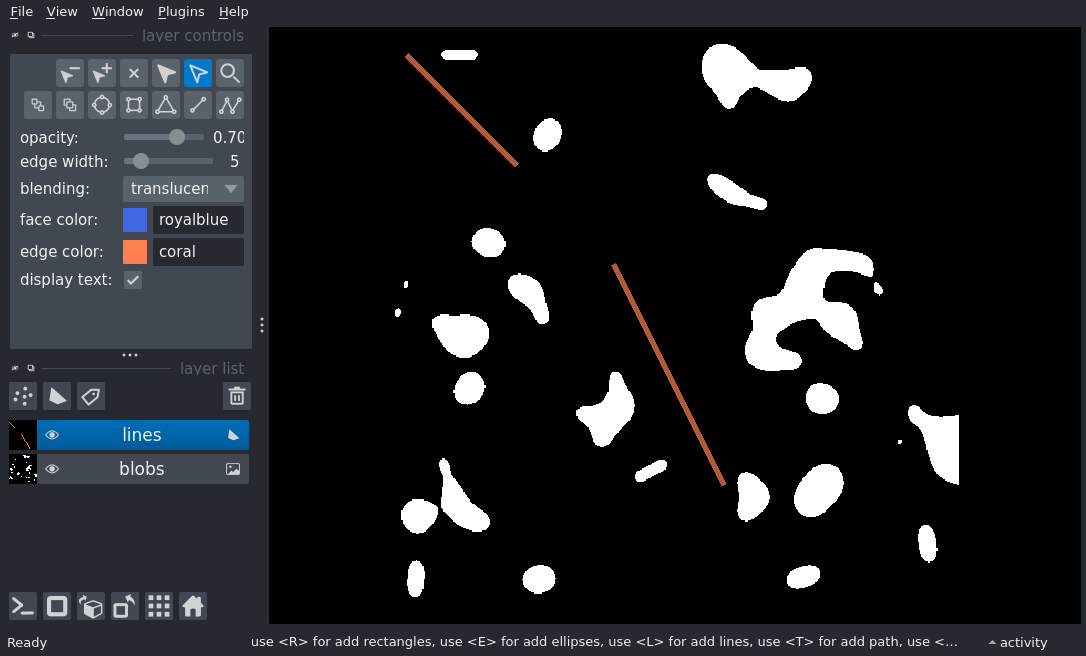 File View Window Plugins Help
layer controls
opacity: 0.70
edge width: 5
blending: translucen
face color: royalblue
edge color: coral
display text:
layer list
lines
blobs
Ready use <R> for add rectangles, use <E> for add ellipses, use <L> for add lines, use <T> for add path, use <... activity